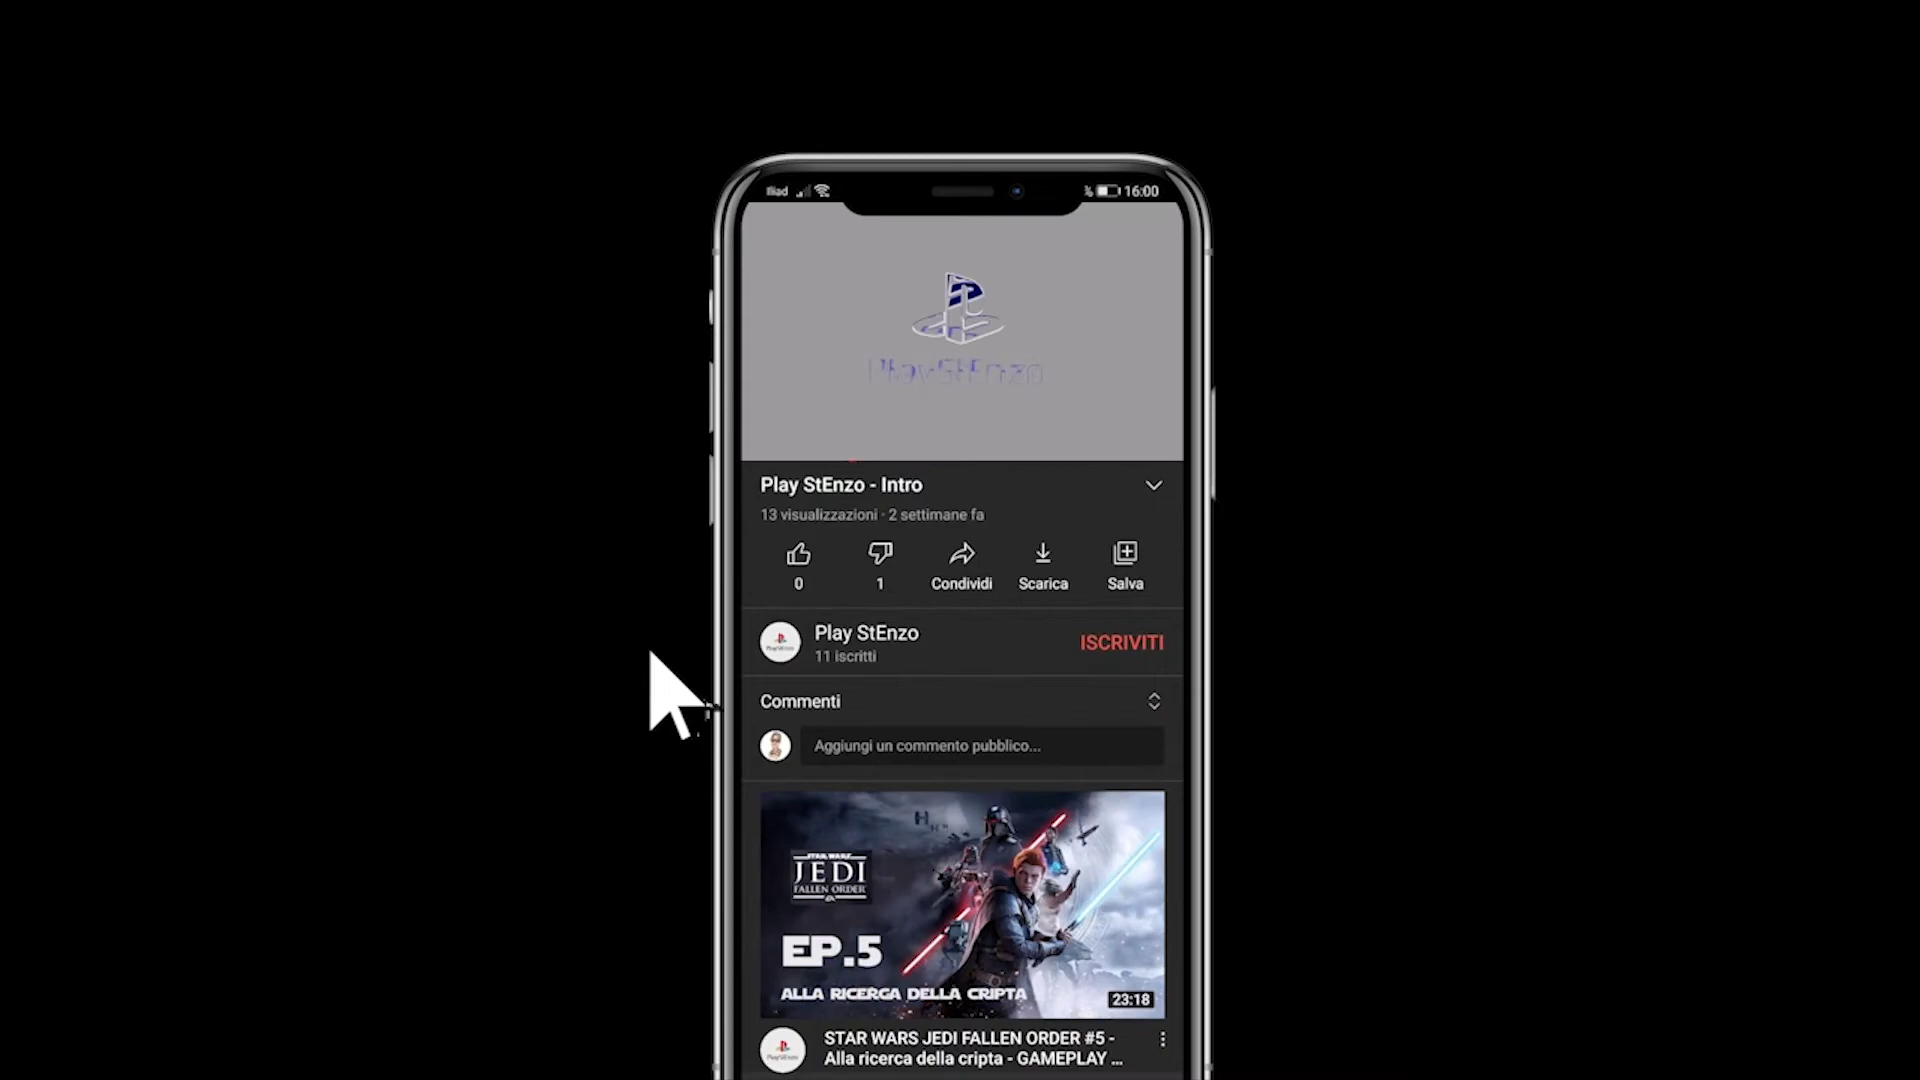 Iliad
16:00
PlayStEnzo
Play StEnzo - Intro
13 visualizzazioni · 2 settimane fa
0
1
Condividi
Scarica
Salva
Play StEnzo
11 iscritti
ISCRIVITI
Commenti
Aggiungi un commento pubblico...
STAR WARS
JEDI
FALLEN ORDER
EA
EP.5
ALLA RICERCA DELLA CRIPTA
23:18
STAR WARS JEDI FALLEN ORDER #5 -
Alla ricerca della cripta - GAMEPLAY ...